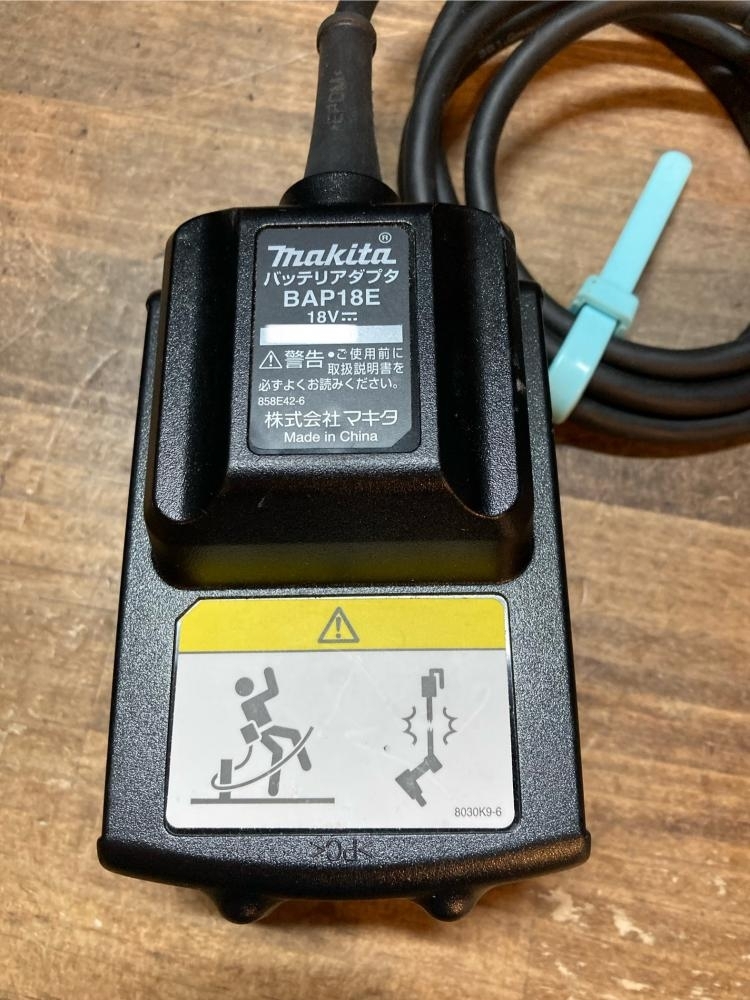 >EPDM<
makita®
バッテリアダプタ
BAP18E
18V⎓
⚠警告 •ご使用前に
取扱説明書を
必ずよくお読みください。
858E42-6
株式会社マキタ
Made in China
8030K9-6
>PC<